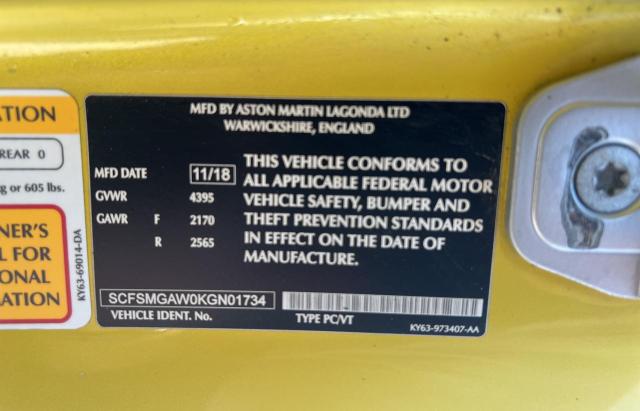 ATION
REAR 0
g or 605 lbs.
NER'S
L FOR
ONAL
ATION
KY63-69014-DA
MFD BY ASTON MARTIN LAGONDA LTD
WARWICKSHIRE, ENGLAND
MFD DATE 11/18
GVWR 4395
GAWR F 2170
R 2565
THIS VEHICLE CONFORMS TO
ALL APPLICABLE FEDERAL MOTOR
VEHICLE SAFETY, BUMPER AND
THEFT PREVENTION STANDARDS
IN EFFECT ON THE DATE OF
MANUFACTURE.
SCFSMGAW0KGN01734
VEHICLE IDENT. No.
TYPE PC/VT
KY63-973407-AA